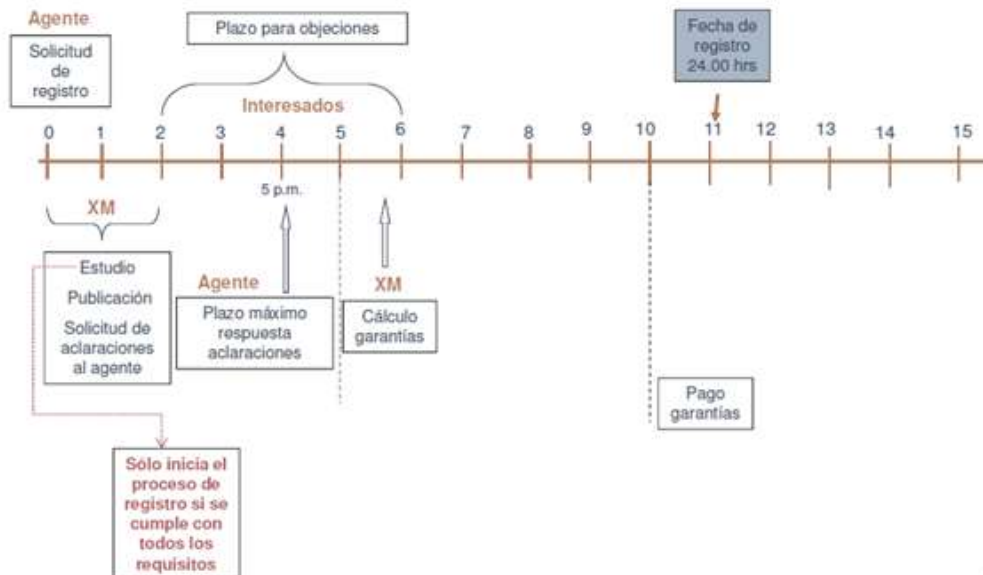 Agente
Solicitud
de
registro
Plazo para objeciones
Fecha de
registro
24.00 hrs
Interesados
0 1 2 3 4 5 6 7 8 9 10 11 12 13 14 15
5 p.m.
XM
Estudio
Publicación
Solicitud de
aclaraciones
al agente
Agente
Plazo máximo
respuesta
aclaraciones
XM
Cálculo
garantías
Pago
garantías
Sólo inicia el
proceso de
registro si se
cumple con
todos los
requisitos